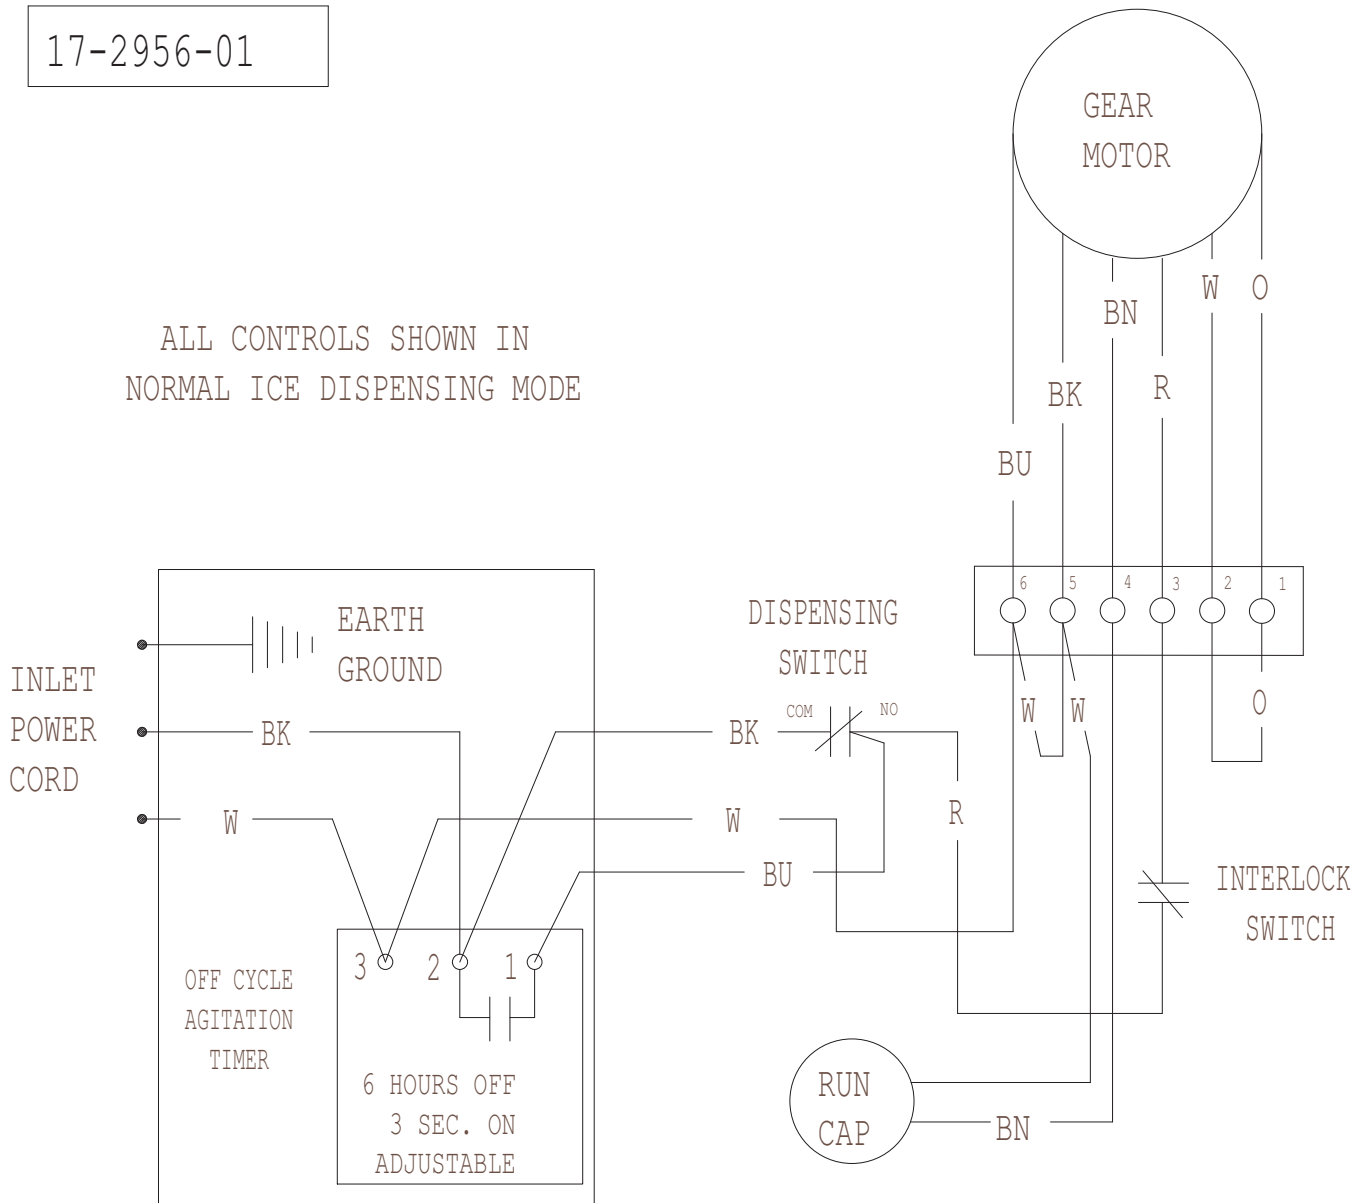 17-2956-01
GEAR
MOTOR
ALL CONTROLS SHOWN IN
NORMAL ICE DISPENSING MODE
W
O
BN
BK
R
BU
6
5
4
3
2
1
EARTH
GROUND
INLET
POWER
CORD
BK
W
DISPENSING
SWITCH
COM
NO
BK
W
BU
R
W
W
O
INTERLOCK
SWITCH
OFF CYCLE
AGITATION
TIMER
3
2
1
6 HOURS OFF
3 SEC. ON
ADJUSTABLE
RUN
CAP
BN